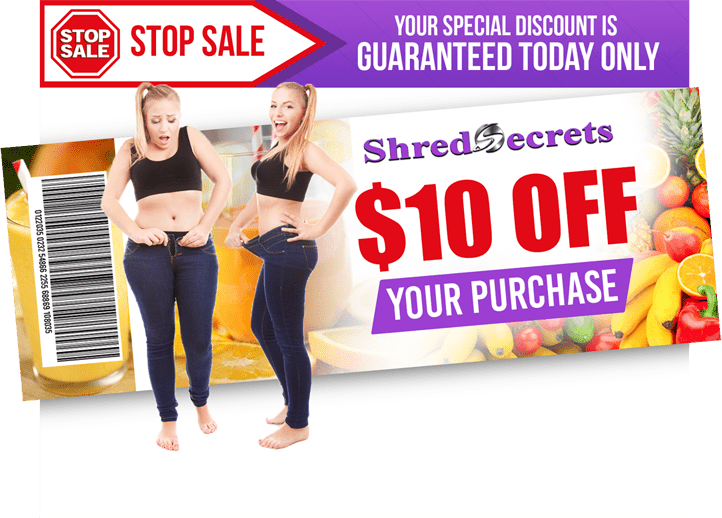 STOP
SALE
STOP SALE
YOUR SPECIAL DISCOUNT IS
GUARANTEED TODAY ONLY
ShredSecrets
$10 OFF
YOUR PURCHASE